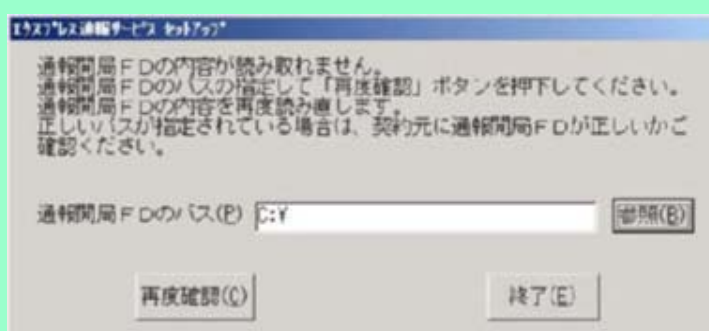 ｴｸｽﾌﾟﾚｽ通報ｻｰﾋﾞｽ ｾｯﾄｱｯﾌﾟ
通報開局ＦＤの内容が読み取れません。
通報開局ＦＤのパスの指定して「再度確認」ボタンを押下してください。
通報開局ＦＤの内容を再度読み直します。
正しいパスが指定されている場合は、契約元に通報開局ＦＤが正しいかご
確認ください。
通報開局ＦＤのパス(P) C:¥ 参照(B)
再度確認(C) 終了(E)